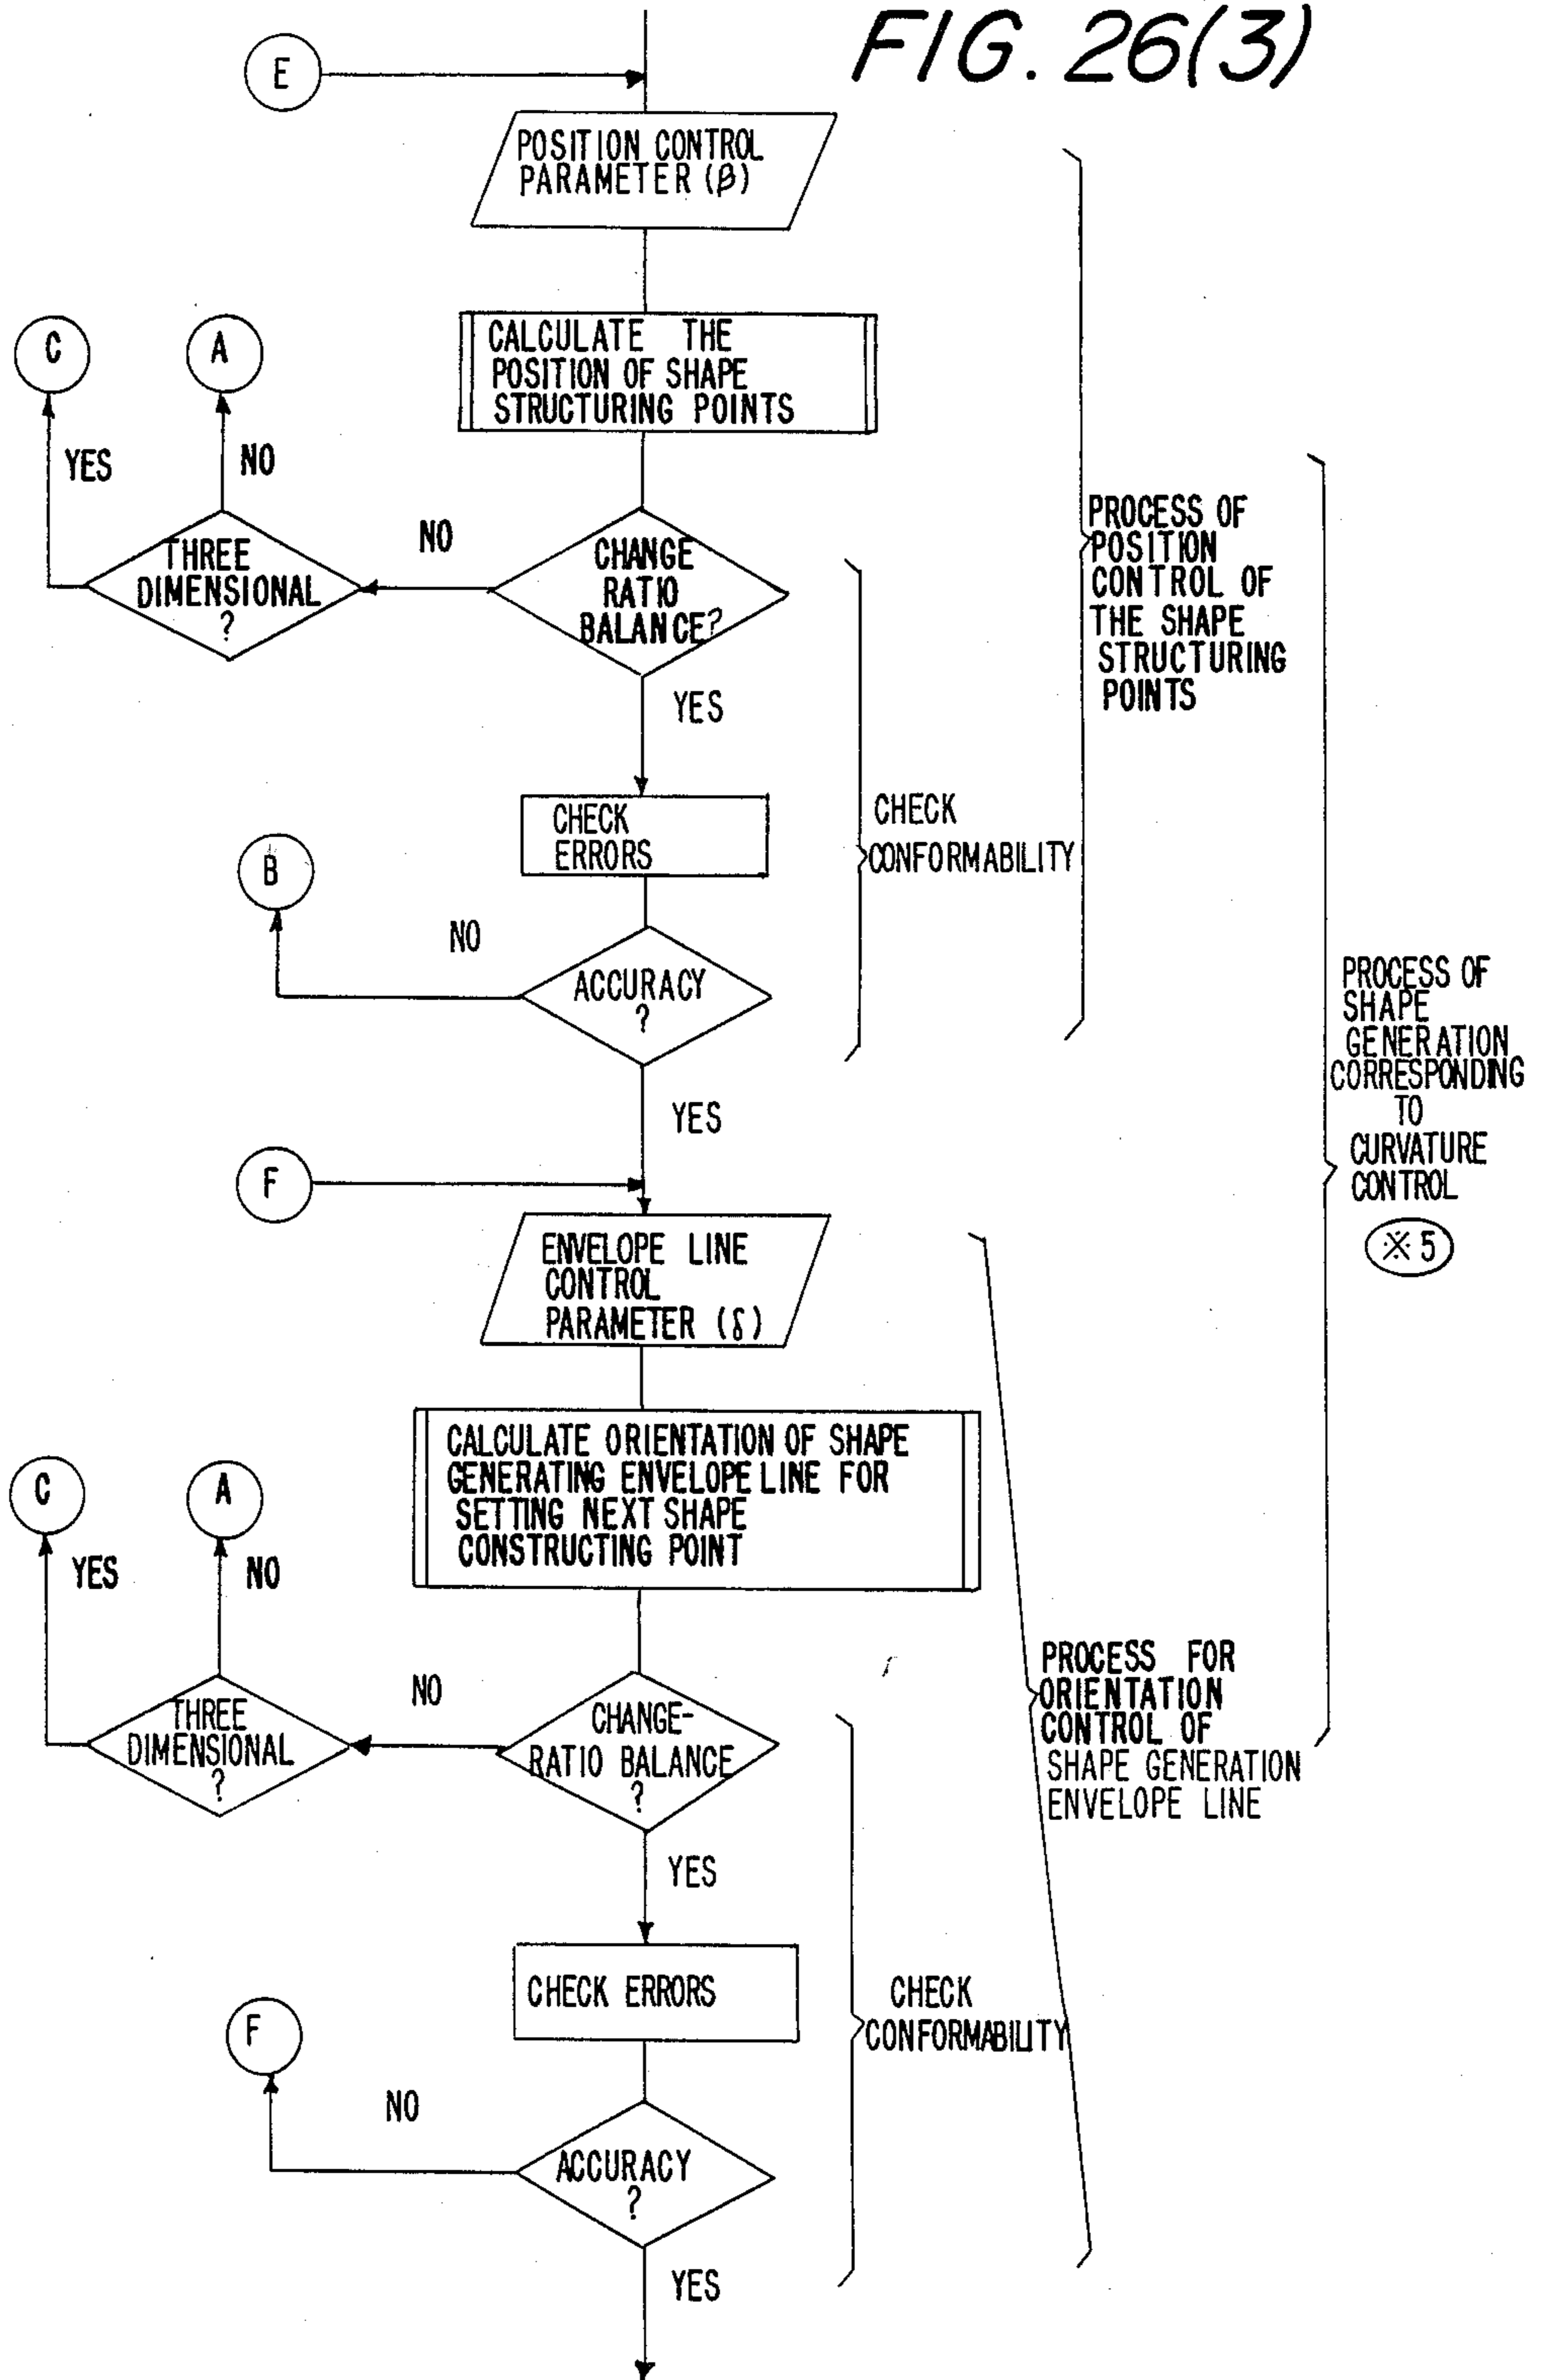 FIG. 26(3)
E
POSITION CONTROL
PARAMETER (β)
CALCULATE THE
POSITION OF SHAPE
STRUCTURING POINTS
C
A
YES
NO
THREE
DIMENSIONAL
?
NO
CHANGE
RATIO
BALANCE?
YES
PROCESS OF
POSITION
CONTROL OF
THE SHAPE
STRUCTURING
POINTS
CHECK
ERRORS
CHECK
CONFORMABILITY
B
NO
ACCURACY
?
YES
PROCESS OF
SHAPE
GENERATION
CORRESPONDING
TO
CURVATURE
CONTROL
※5
F
ENVELOPE LINE
CONTROL
PARAMETER (δ)
CALCULATE ORIENTATION OF SHAPE
GENERATING ENVELOPE LINE FOR
SETTING NEXT SHAPE
CONSTRUCTING POINT
C
A
YES
NO
THREE
DIMENSIONAL
?
NO
CHANGE-
RATIO BALANCE
?
YES
PROCESS FOR
ORIENTATION
CONTROL OF
SHAPE GENERATION
ENVELOPE LINE
CHECK ERRORS
CHECK
CONFORMABILITY
F
NO
ACCURACY
?
YES